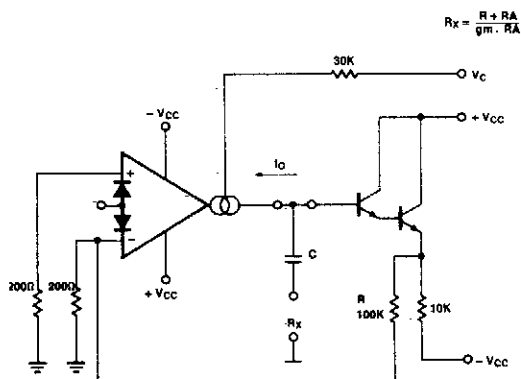 Rx = R + RA
gm . RA
30K
VC
− VCC
+ VCC
IO
+
−
+ VCC
C
200Ω
200Ω
R
100K
10K
Rx
− VCC